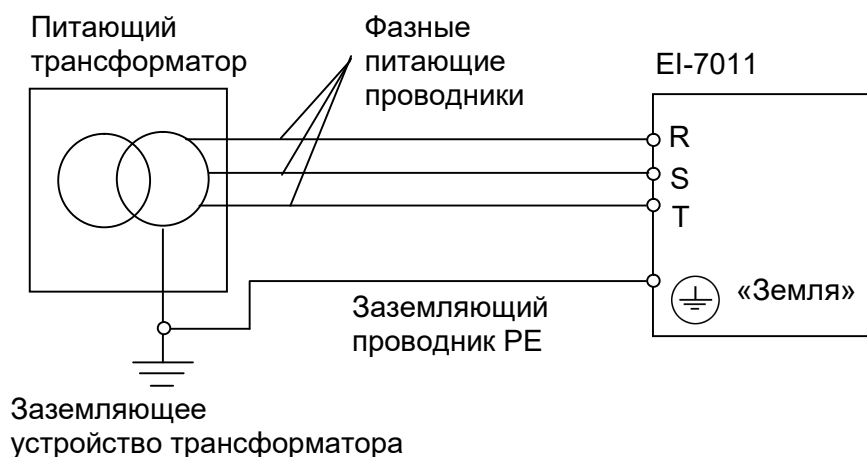 Питающий
трансформатор
Фазные
питающие
проводники
EI-7011
R
S
T
«Земля»
Заземляющий
проводник PE
Заземляющее
устройство трансформатора